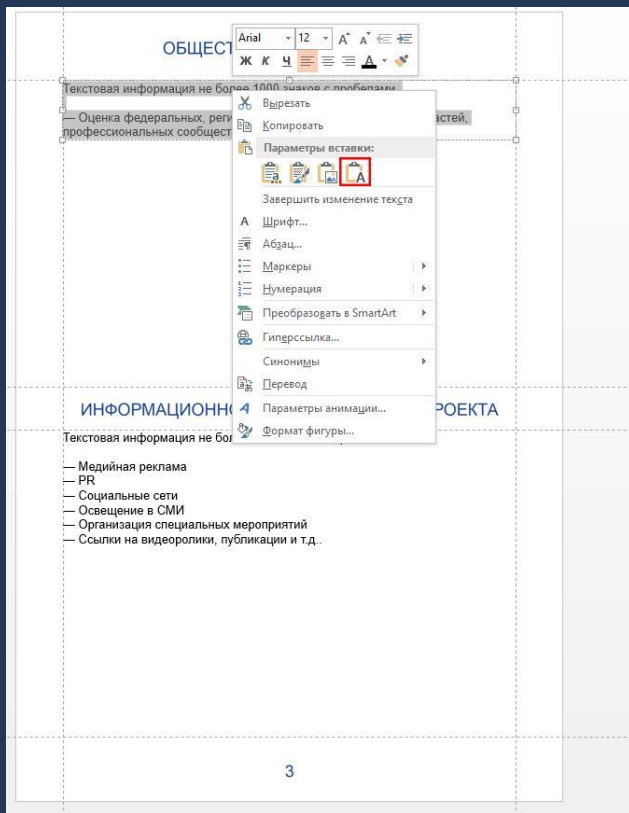 Arial 12
ОБЩЕСТ
Ж К Ч А
Текстовая информация не более 1000 знаков с пробелами
— Оценка федеральных, реги
астей,
профессиональных сообщест
Вырезать
Копировать
Параметры вставки:
Завершить изменение текста
Шрифт...
Абзац...
Маркеры
Нумерация
Преобразовать в SmartArt
Гиперссылка...
Синонимы
Перевод
Параметры анимации...
Формат фигуры...
ИНФОРМАЦИОНН
РОЕКТА
Текстовая информация не бол
— Медийная реклама
— PR
— Социальные сети
— Освещение в СМИ
— Организация специальных мероприятий
— Ссылки на видеоролики, публикации и т.д..
3